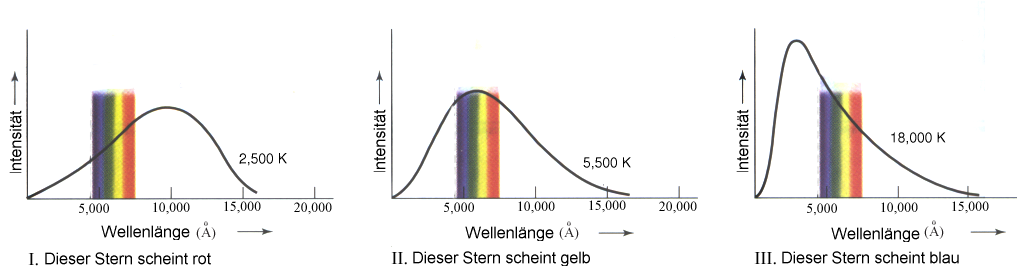 Intensität
2,500 K
5,000 10,000 15,000 20,000
Wellenlänge (Å)
I. Dieser Stern scheint rot
Intensität
5,500 K
5,000 10,000 15,000 20,000
Wellenlänge (Å)
II. Dieser Stern scheint gelb
Intensität
18,000 K
5,000 10,000 15,000
Wellenlänge (Å)
III. Dieser Stern scheint blau